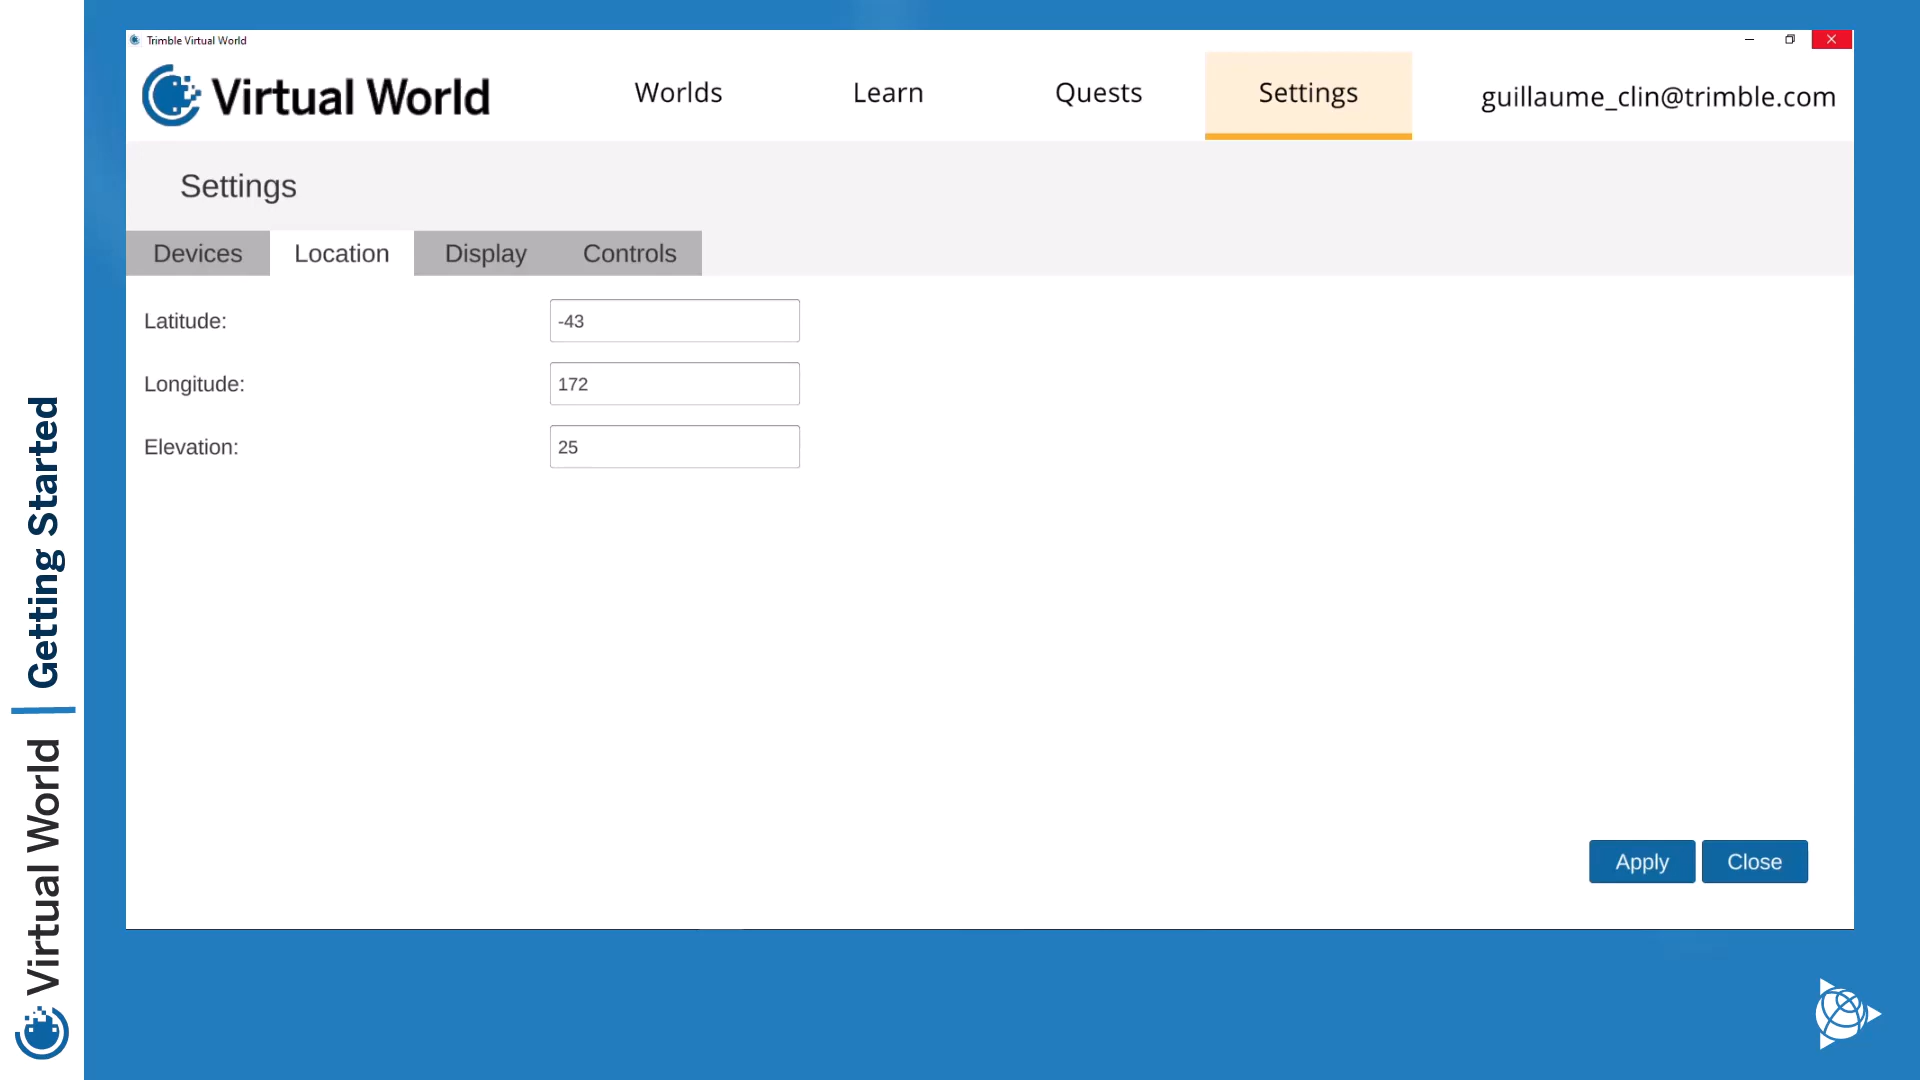 Trimble Virtual World
Virtual World
Worlds
Learn
Quests
Settings
guillaume_clin@trimble.com
Settings
Devices
Location
Display
Controls
Latitude:
-43
Longitude:
172
Elevation:
25
Apply
Close
Virtual World | Getting Started